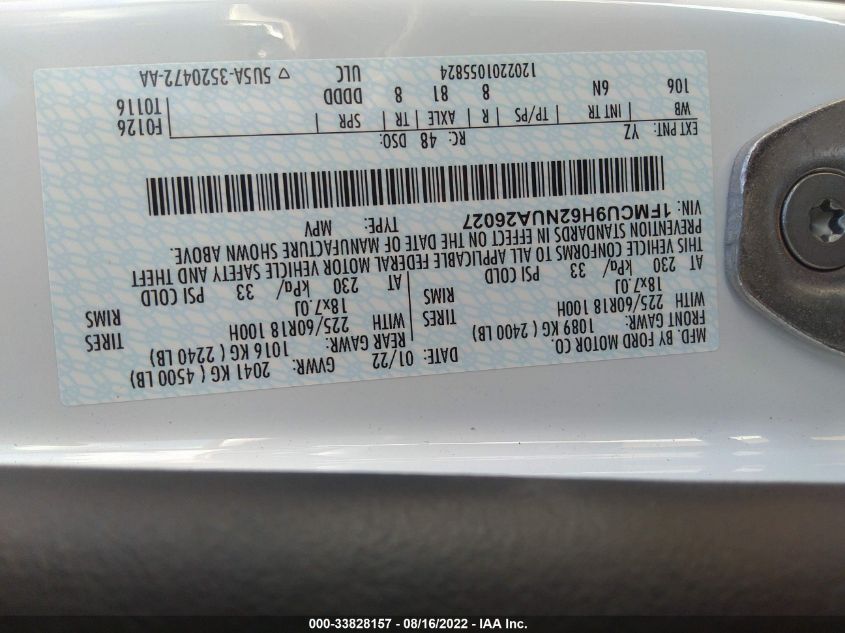 MFD. BY FORD MOTOR CO.
DATE: 01/22 GVWR: 2041 KG ( 4500 LB)
FRONT GAWR: 1089 KG ( 2400 LB) REAR GAWR: 1016 KG ( 2240 LB)
WITH 225/60R18 100H TIRES WITH 225/60R18 100H TIRES
18x7.0J RIMS 18x7.0J RIMS
AT 230 kPa/ 33 PSI COLD AT 230 kPa/ 33 PSI COLD
THIS VEHICLE CONFORMS TO ALL APPLICABLE FEDERAL MOTOR VEHICLE SAFETY AND THEFT
PREVENTION STANDARDS IN EFFECT ON THE DATE OF MANUFACTURE SHOWN ABOVE.
VIN: 1FMCU9H62NUA26027 TYPE: MPV
EXT PNT: YZ RC: 48 DSO: F0126
WB INT TR TP/PS R AXLE TR SPR T0116
106 6N 8 81 8 DDDD
120220105824 ULC ▽ 5U5A-3520472-AA
000-33828157 - 08/16/2022 - IAA Inc.